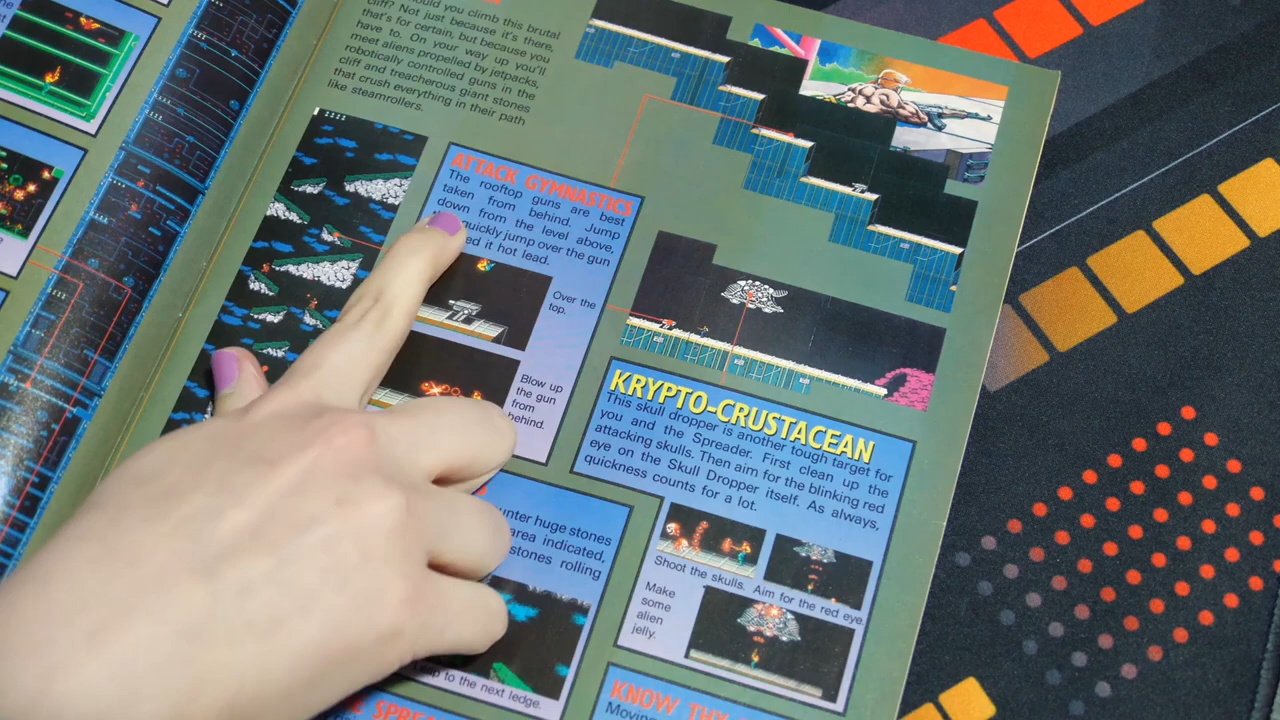 should you climb this brutal
cliff? Not just because it's there,
that's for certain, but because you
have to. On your way up you'll
meet aliens propelled by jetpacks,
robotically controlled guns in the
cliff and treacherous giant stones
that crush everything in their path
like steamrollers.
ATTACK GYMNASTICS
The rooftop guns are best
taken from behind. Jump
down from the level above,
quickly jump over the gun
it hot lead.
Over the
top.
Blow up
the gun
from
behind.
KRYPTO-CRUSTACEAN
This skull dropper is another tough target for
you and the Spreader. First clean up the
attacking skulls. Then aim for the blinking red
eye on the Skull Dropper itself. As always,
quickness counts for a lot.
Shoot the skulls. Aim for the red eye.
Make
some
alien
jelly.
huge stones
area indicated,
stones rolling
to the next ledge.
KNOW